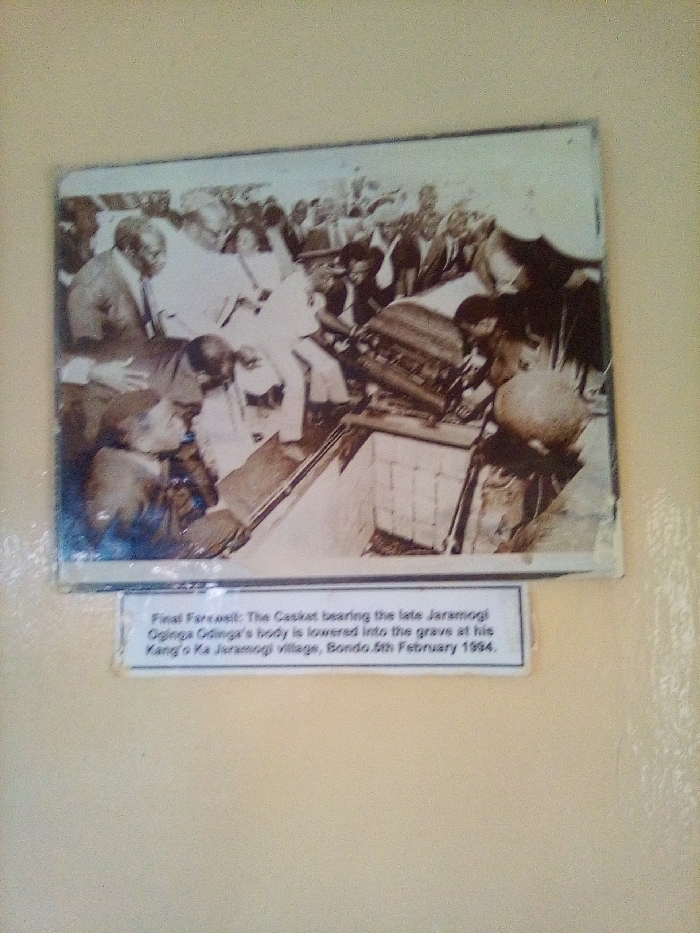 Final Farewell: The Casket bearing the late Jaramogi
Oginga Odinga's body is lowered into the grave at his
Kang'o Ka Jaramogi village, Bondo.5th February 1994.